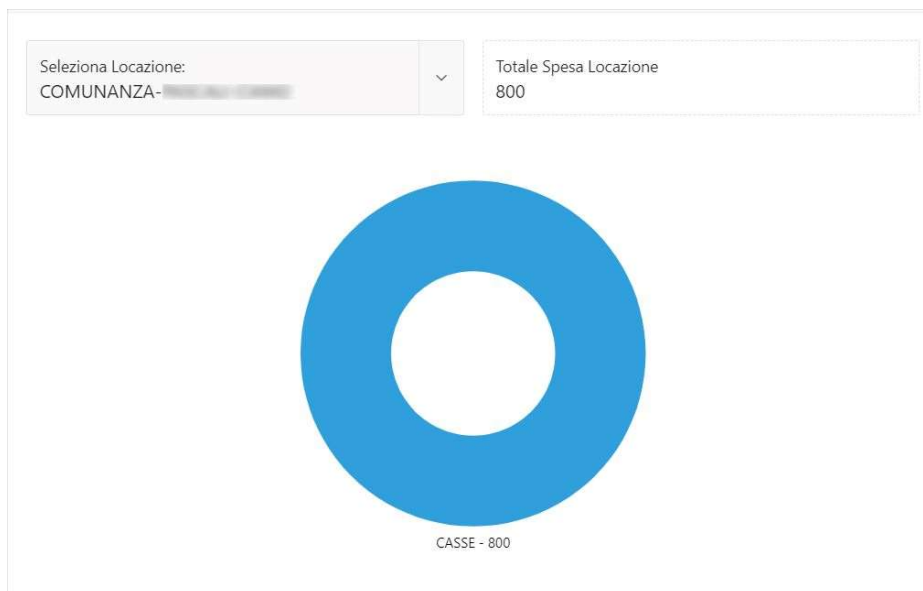 Seleziona Locazione:
COMUNANZA-
Totale Spesa Locazione
800
CASSE - 800